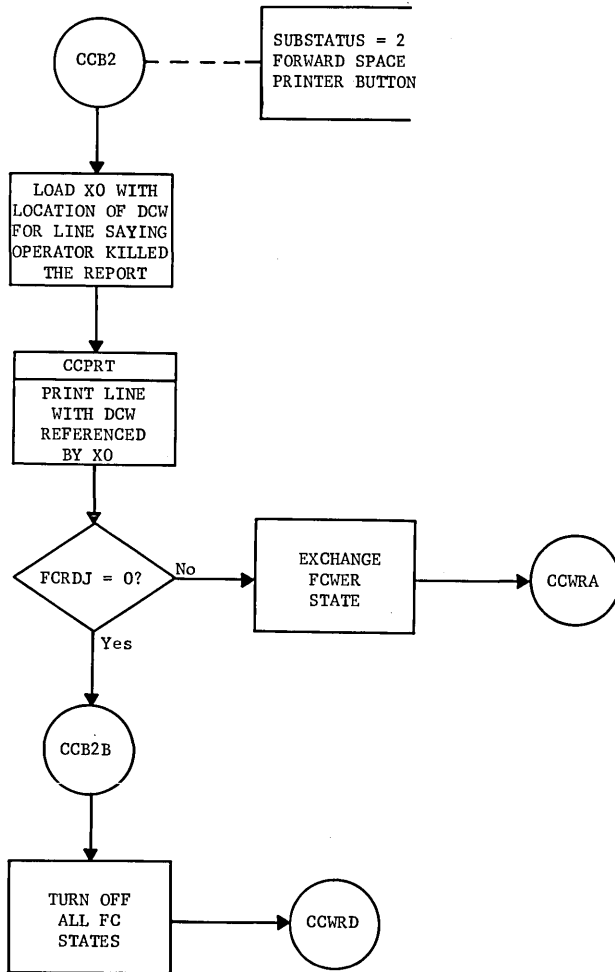 CCB2
SUBSTATUS = 2
FORWARD SPACE
PRINTER BUTTON
LOAD X0 WITH
LOCATION OF DCW
FOR LINE SAYING
OPERATOR KILLED
THE REPORT
CCPRT
PRINT LINE
WITH DCW
REFERENCED
BY X0
FCRDJ = 0?
No
EXCHANGE
FCWER
STATE
CCWRA
Yes
CCB2B
TURN OFF
ALL FC
STATES
CCWRD